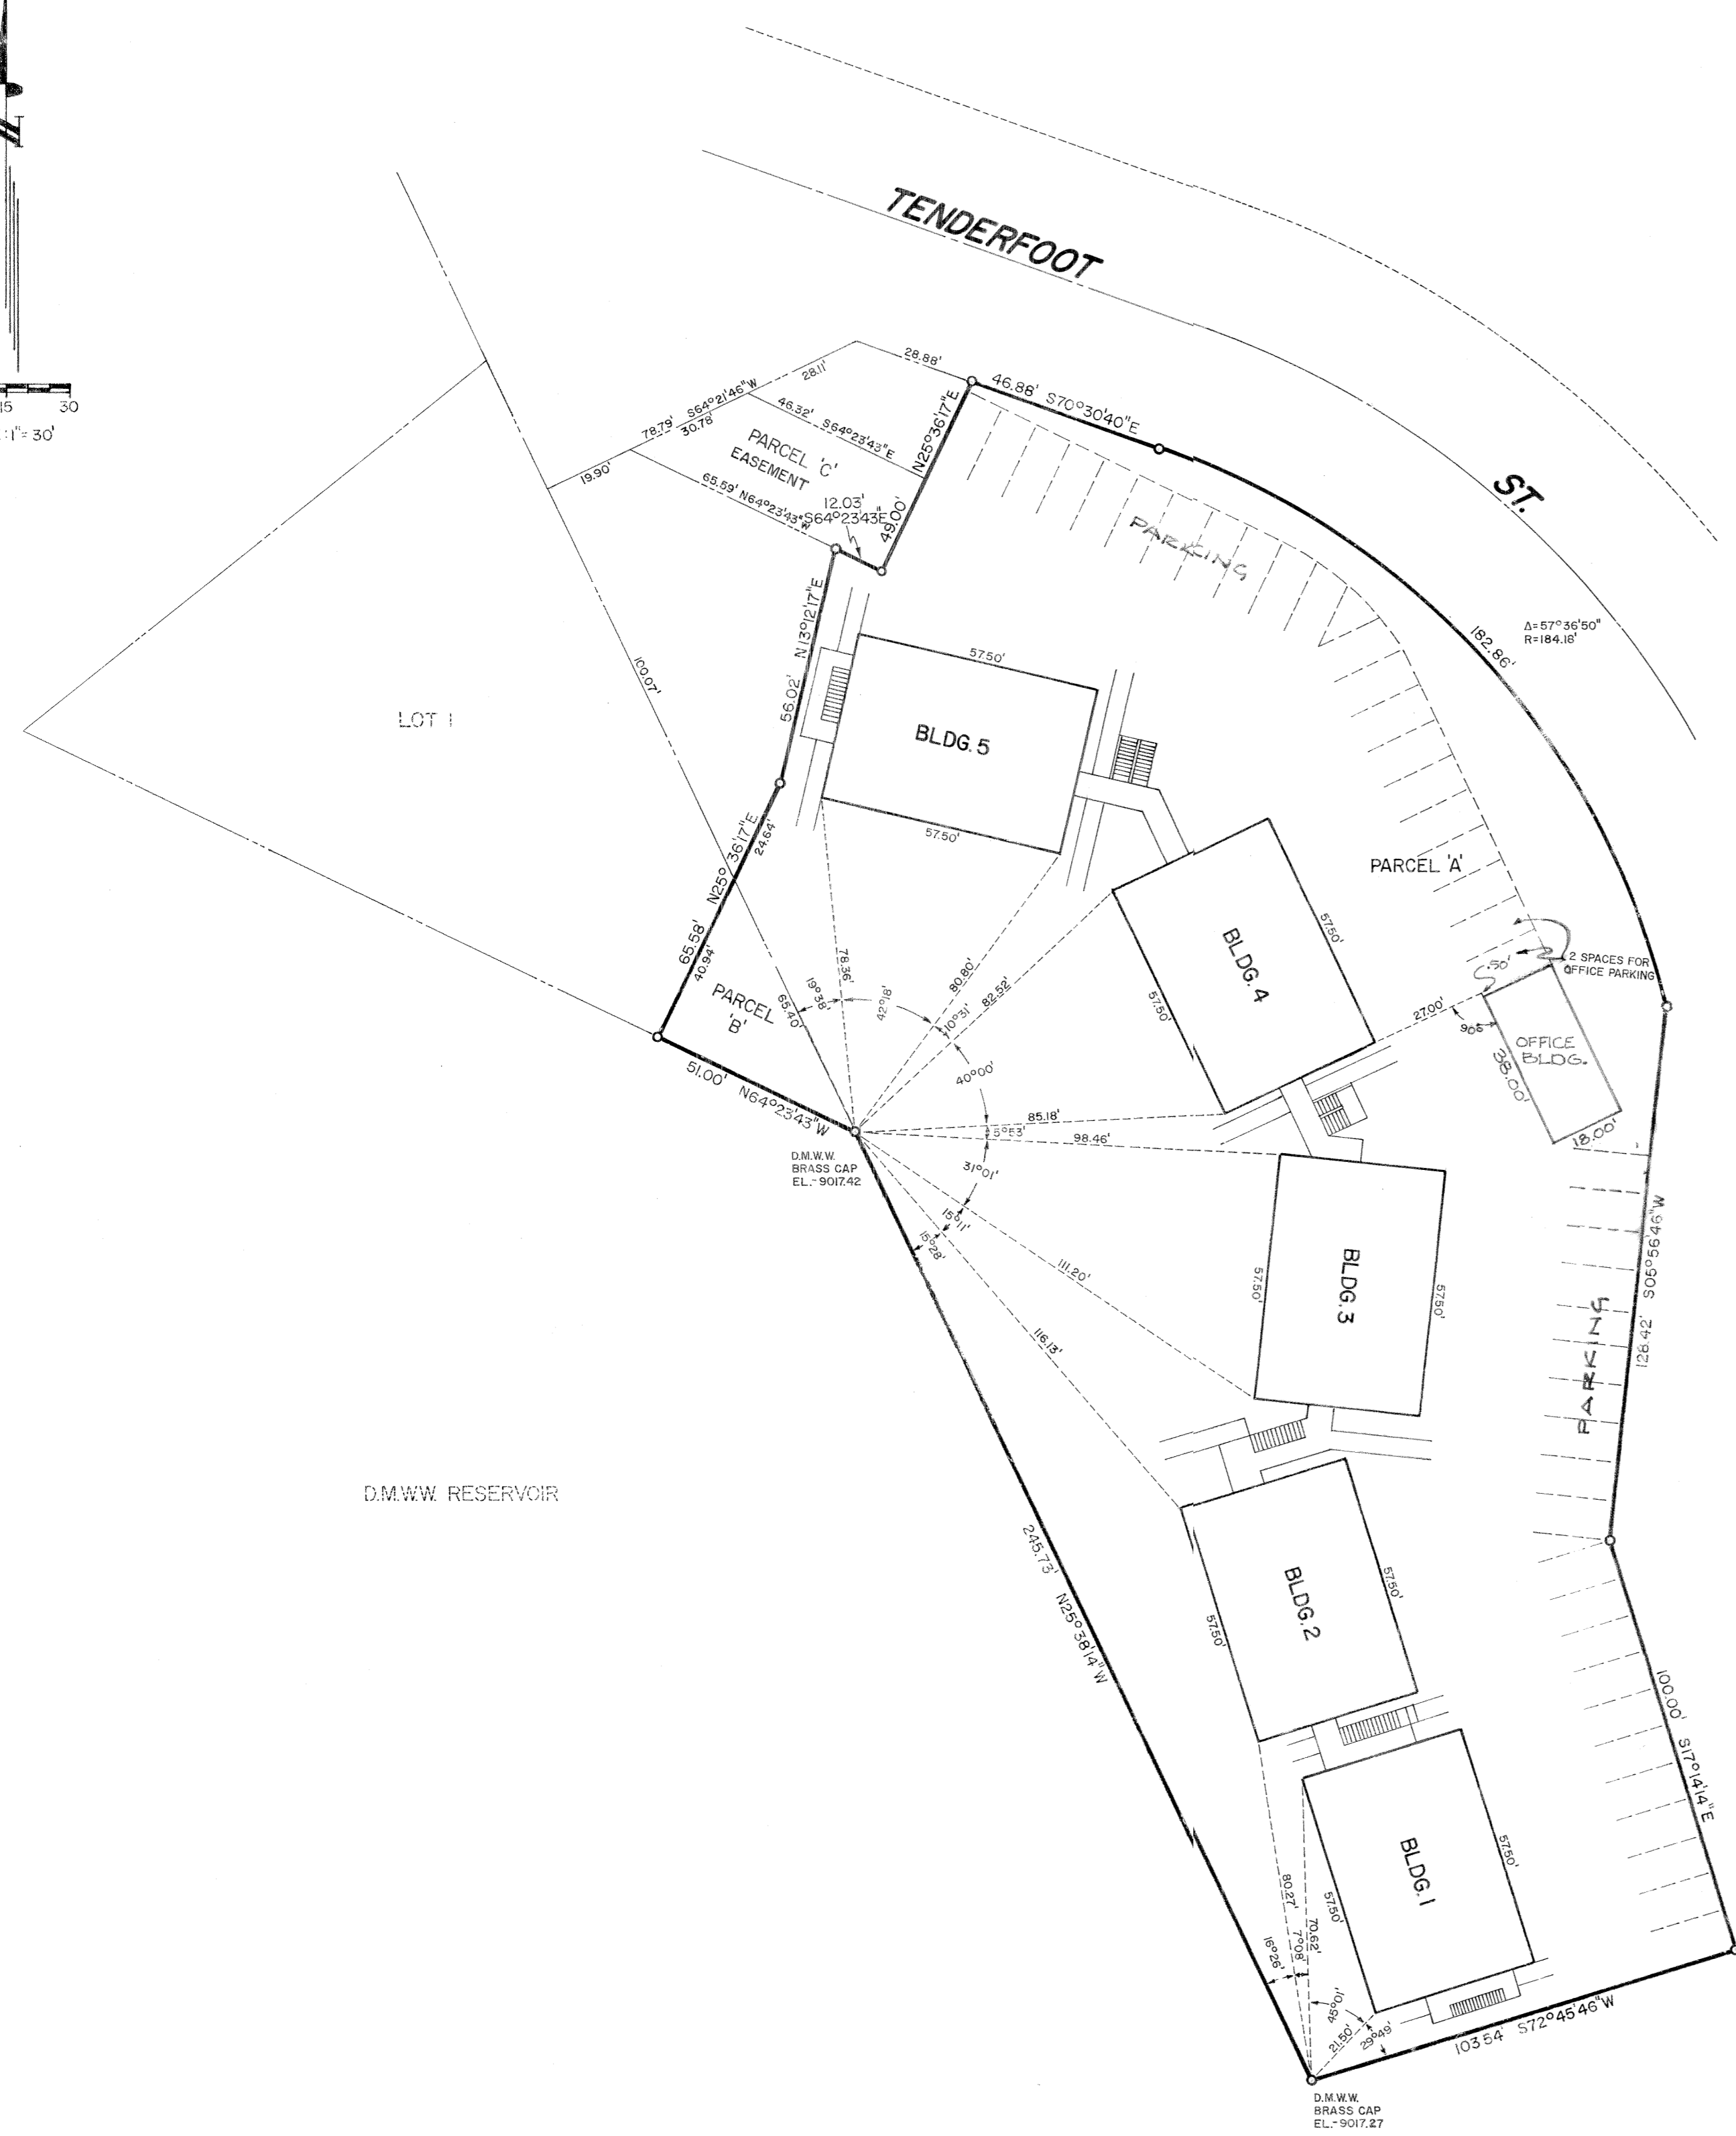 15 30
:1"=30'
TENDERFOOT
ST.
28.88'
46.88' S70°30'40"E
28.11'
S64°21'46"W
78.79'
30.78'
46.32'
S64°23'43"E
N25°36'17"E
49.00'
PARCEL 'C'
EASEMENT
19.90'
65.59' N64°23'43"W
12.03'
S64°23'43"E
PARKING
Δ=57°36'50"
R=184.18'
182.86'
N13°12'17"E
56.02'
100.07'
LOT 1
57.50'
BLDG. 5
57.50'
N25°36'17"E
24.64'
65.58'
40.94'
PARCEL 'A'
BLDG. 4
57.50'
57.50'
2 SPACES FOR
OFFICE PARKING
.50'
27.00'
90°
OFFICE
BLDG.
38.00'
18.00'
PARCEL
'B'
65.40'
19°38'
78.36'
42°18'
80.80'
10°31'
82.52'
40°00'
51.00' N64°23'43"W
85.18'
5°53'
98.46'
31°01'
15°11'
15°28'
D.M.W.W.
BRASS CAP
EL.-9017.42
111.20'
116.13'
57.50'
BLDG. 3
57.50'
PARKING
128.42' S05°56'46"W
D.M.W.W. RESERVOIR
245.73' N25°38'14"W
BLDG. 2
57.50'
57.50'
100.00' S17°14'14"E
BLDG. 1
57.50'
57.50'
80.27'
70.62'
7°08'
16°26'
45°01'
21.50'
29°49'
103.54' S72°45'46"W
D.M.W.W.
BRASS CAP
EL.-9017.27